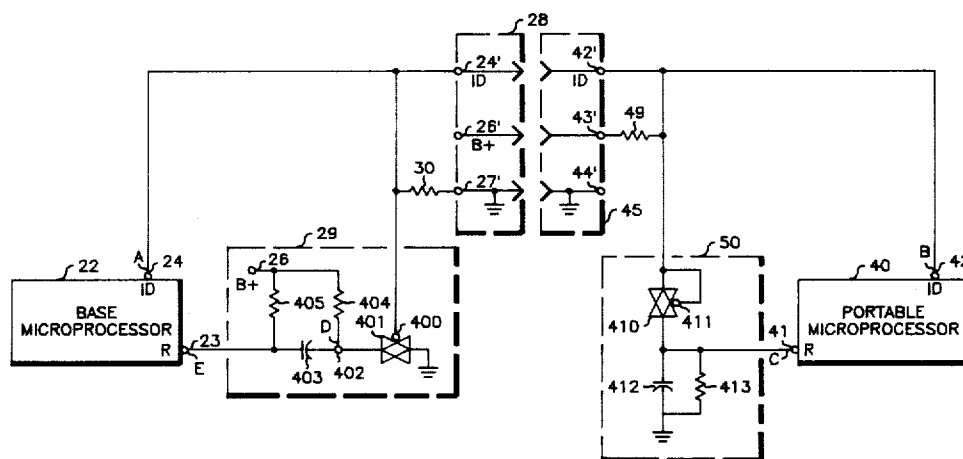 28
24'
ID
42'
ID
26'
B+
43'
49
30
27'
44'
45
29
50
22
A
24
ID
BASE
MICROPROCESSOR
R
23
E
26
B+
405
404
D
401
400
403
402
410
411
412
413
40
B
42
ID
PORTABLE
MICROPROCESSOR
41
R
C